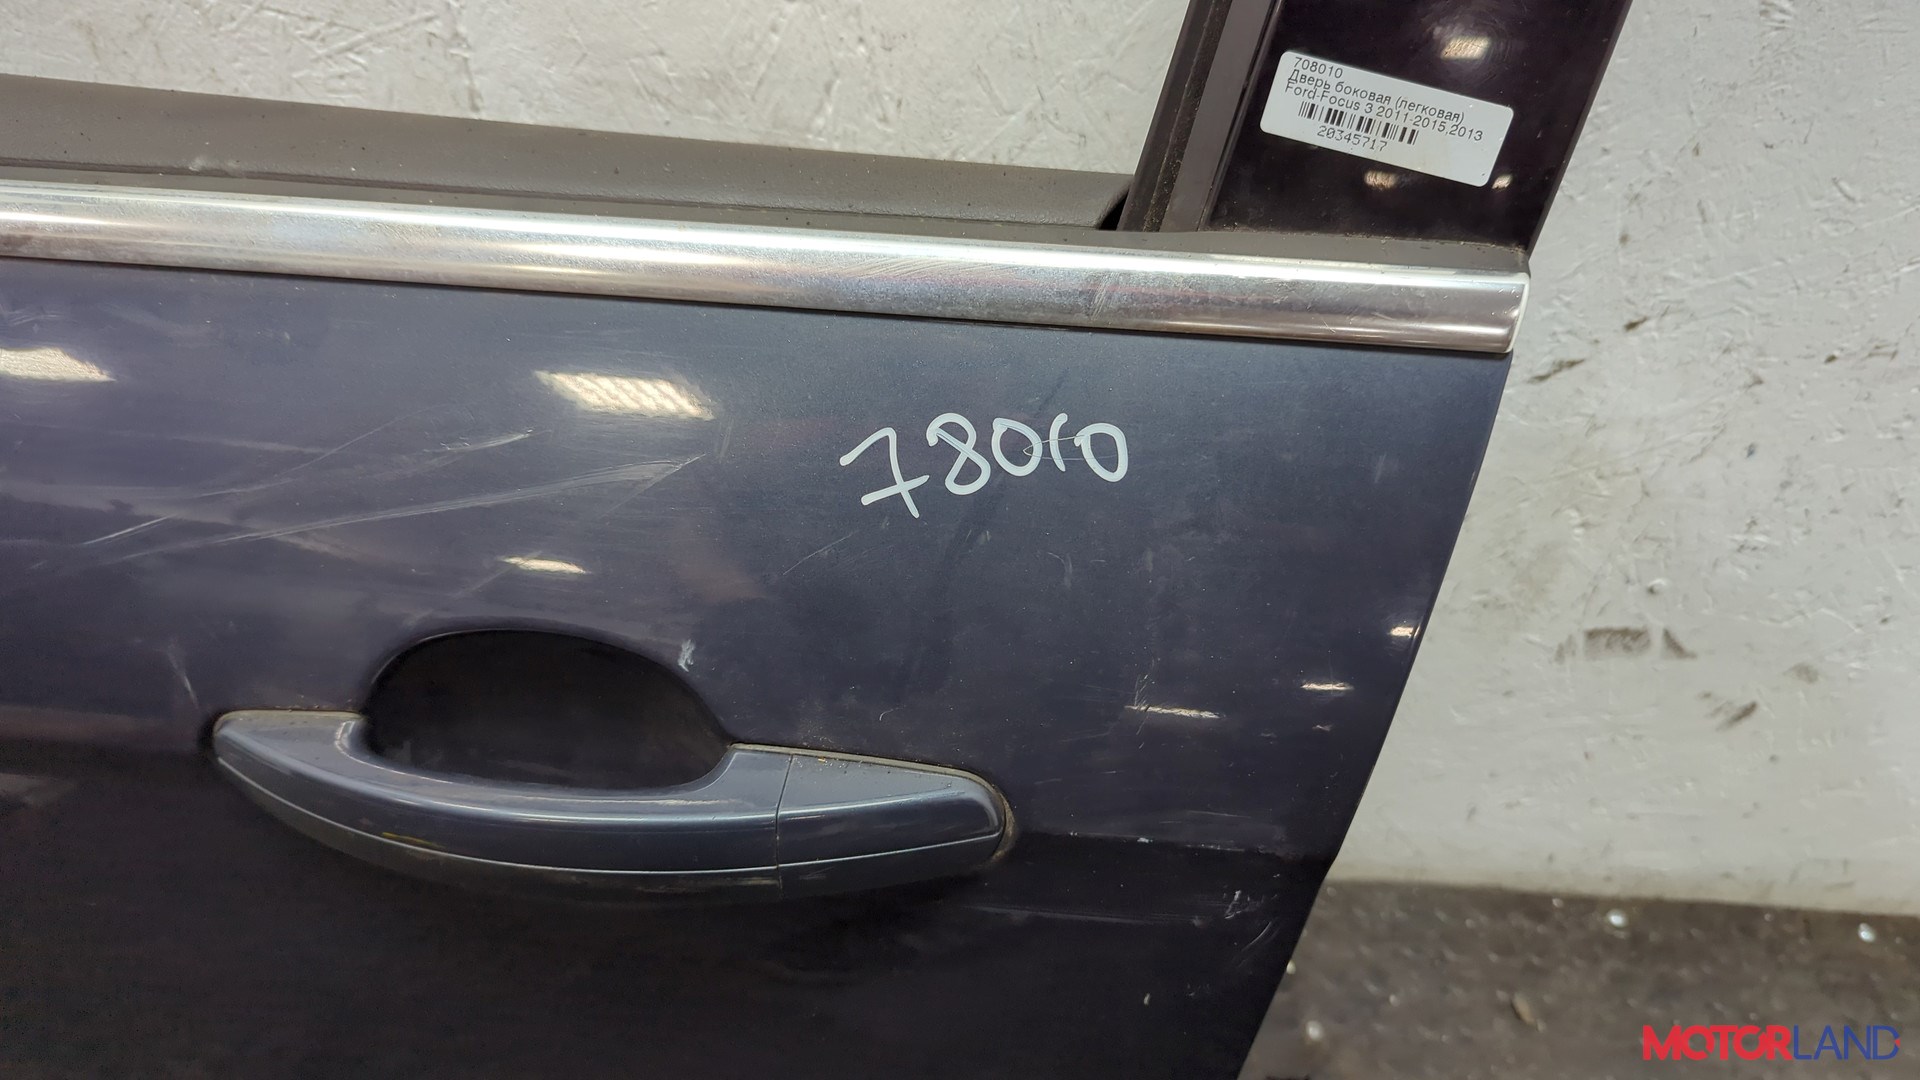 708010
Дверь боковая (легковая)
Ford-Focus 3 2011-2015,2013
20345717
78010
MOTORLAND